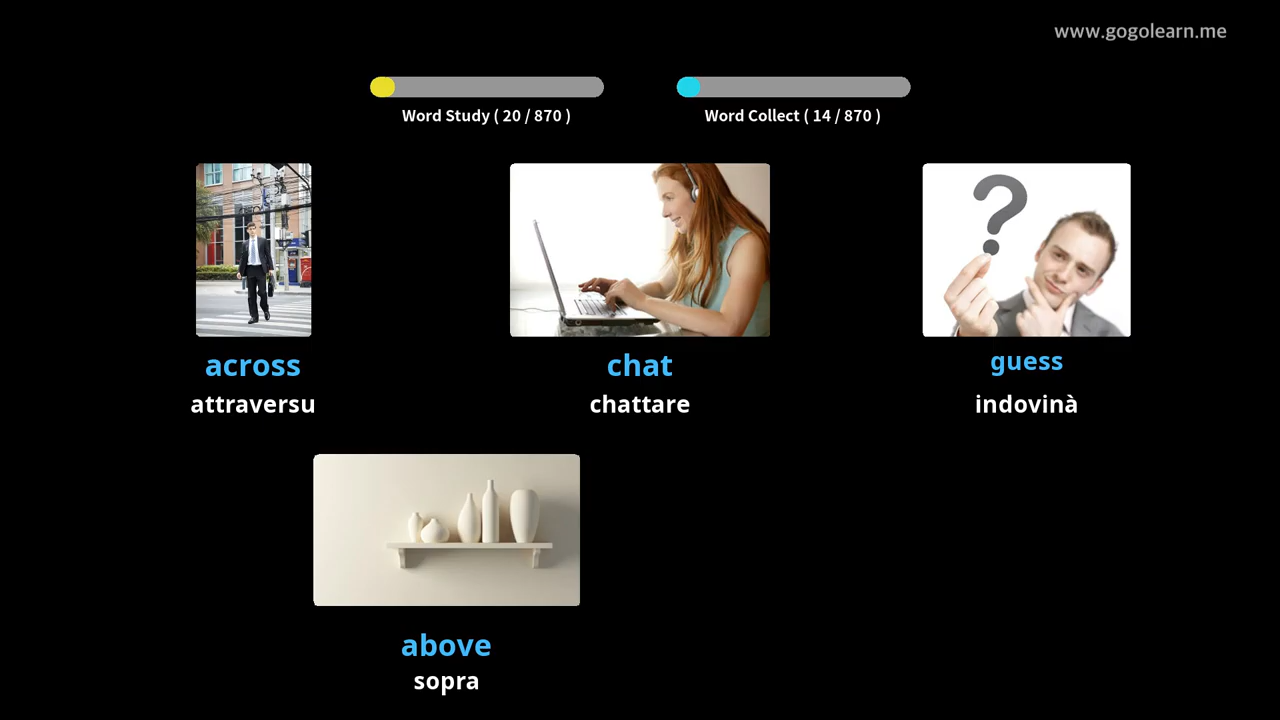 www.gogolearn.me
Word Study ( 20 / 870 )
Word Collect ( 14 / 870 )
across
attraversu
chat
chattare
guess
indovinà
above
sopra